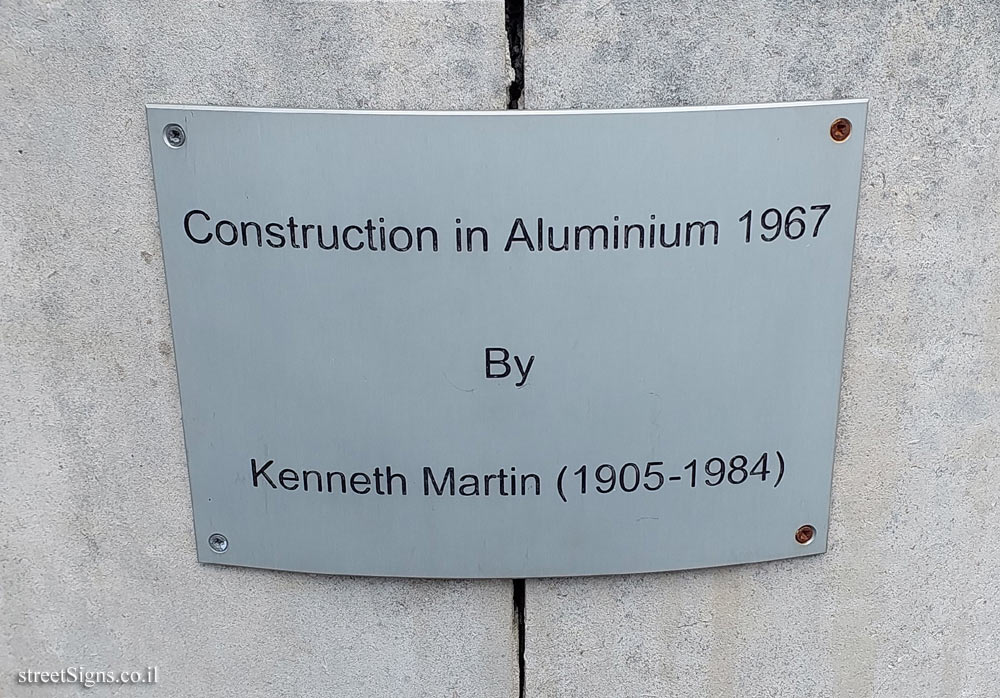 Construction in Aluminium 1967
By
Kenneth Martin (1905-1984)
streetSigns.co.il